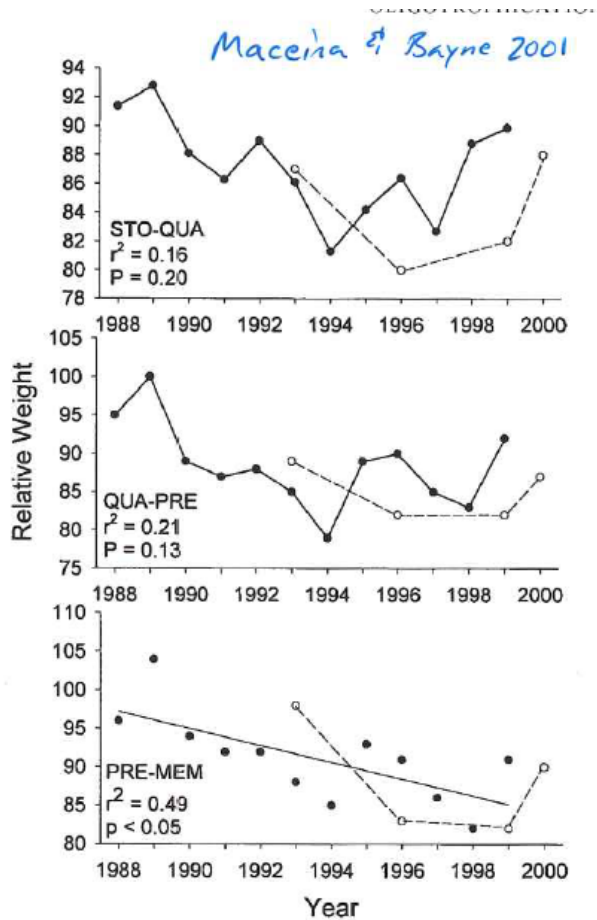 Maceina & Bayne 2001
94
92
90
88
86
84
82
80
78
STO-QUA
r² = 0.16
P = 0.20
1988 1990 1992 1994 1996 1998 2000
105
100
95
90
85
80
75
QUA-PRE
r² = 0.21
P = 0.13
1988 1990 1992 1994 1996 1998 2000
Relative Weight
110
105
100
95
90
85
80
PRE-MEM
r² = 0.49
p < 0.05
1988 1990 1992 1994 1996 1998 2000
Year